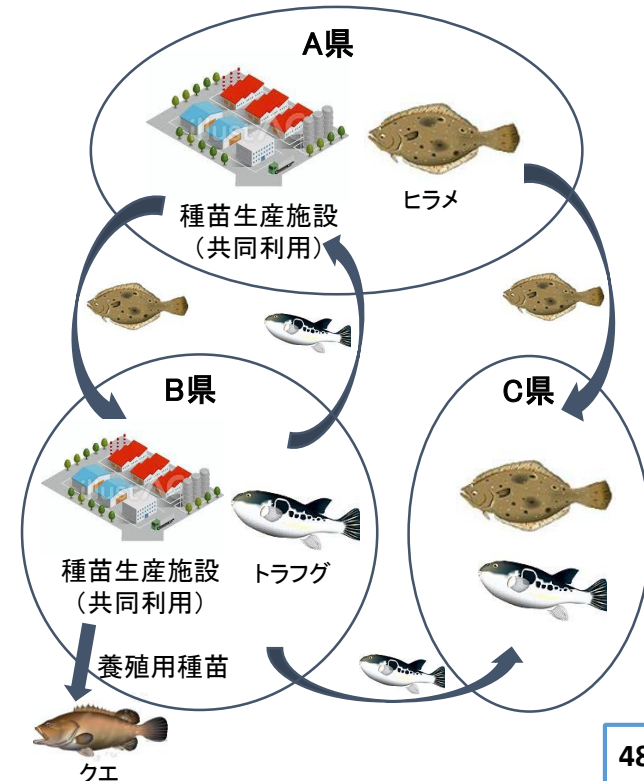 A県
種苗生産施設
（共同利用）
ヒラメ
B県
C県
種苗生産施設
（共同利用）
トラフグ
養殖用種苗
クエ
48